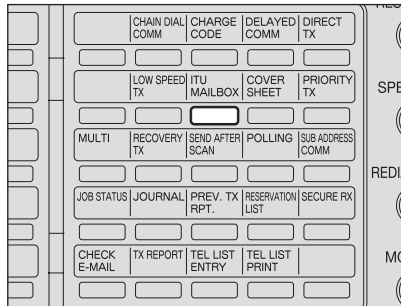 CHAIN DIAL COMM
CHARGE CODE
DELAYED COMM
DIRECT TX
LOW SPEED TX
ITU MAILBOX
COVER SHEET
PRIORITY TX
MULTI
RECOVERY TX
SEND AFTER SCAN
POLLING
SUB ADDRESS COMM
JOB STATUS
JOURNAL
PREV. TX RPT.
RESERVATION LIST
SECURE RX
CHECK E-MAIL
TX REPORT
TEL LIST ENTRY
TEL LIST PRINT
SPE
REDI
MO